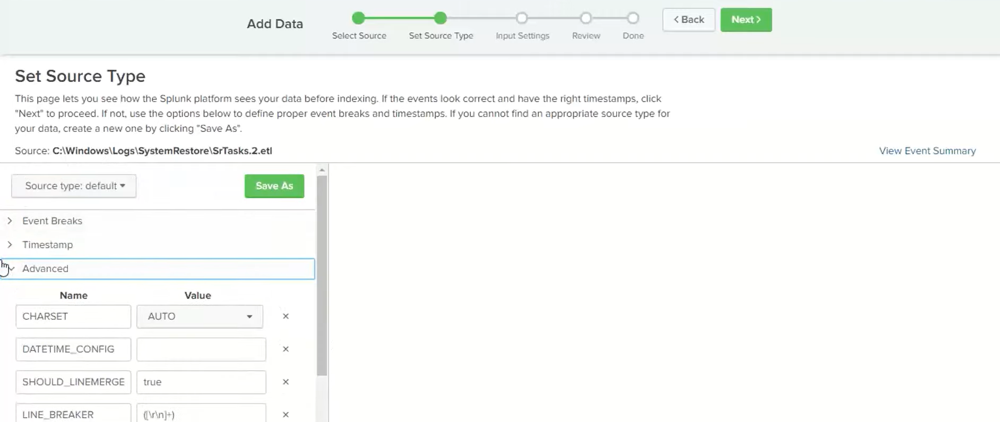 Add Data
Select Source
Set Source Type
Input Settings
Review
Done
< Back
Next >
Set Source Type
This page lets you see how the Splunk platform sees your data before indexing. If the events look correct and have the right timestamps, click
"Next" to proceed. If not, use the options below to define proper event breaks and timestamps. If you cannot find an appropriate source type for
your data, create a new one by clicking "Save As".
Source: C:\Windows\Logs\SystemRestore\SrTasks.2.etl
View Event Summary
Source type: default
Save As
Event Breaks
Timestamp
Advanced
Name Value
CHARSET AUTO
DATETIME_CONFIG
SHOULD_LINEMERGE true
LINE_BREAKER ([\r\n]+)